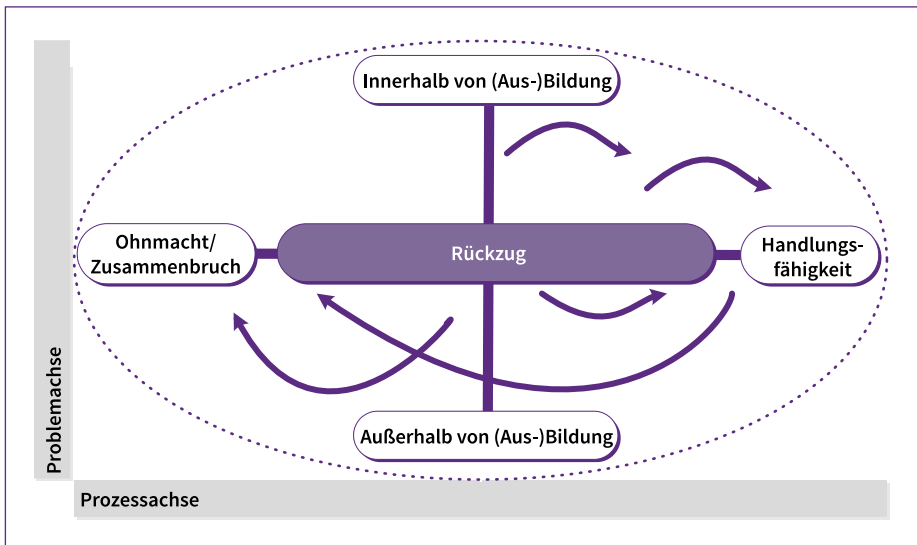 Innerhalb von (Aus-)Bildung
Ohnmacht/
Zusammenbruch
Rückzug
Handlungs-
fähigkeit
Außerhalb von (Aus-)Bildung
Problemachse
Prozessachse